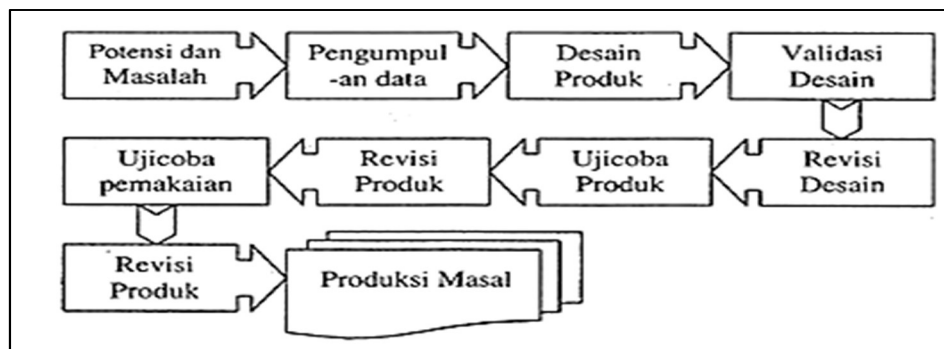 Potensi dan
Masalah
Pengumpul
-an data
Desain
Produk
Validasi
Desain
Revisi
Desain
Ujicoba
Produk
Revisi
Produk
Ujicoba
pemakaian
Revisi
Produk
Produksi Masal